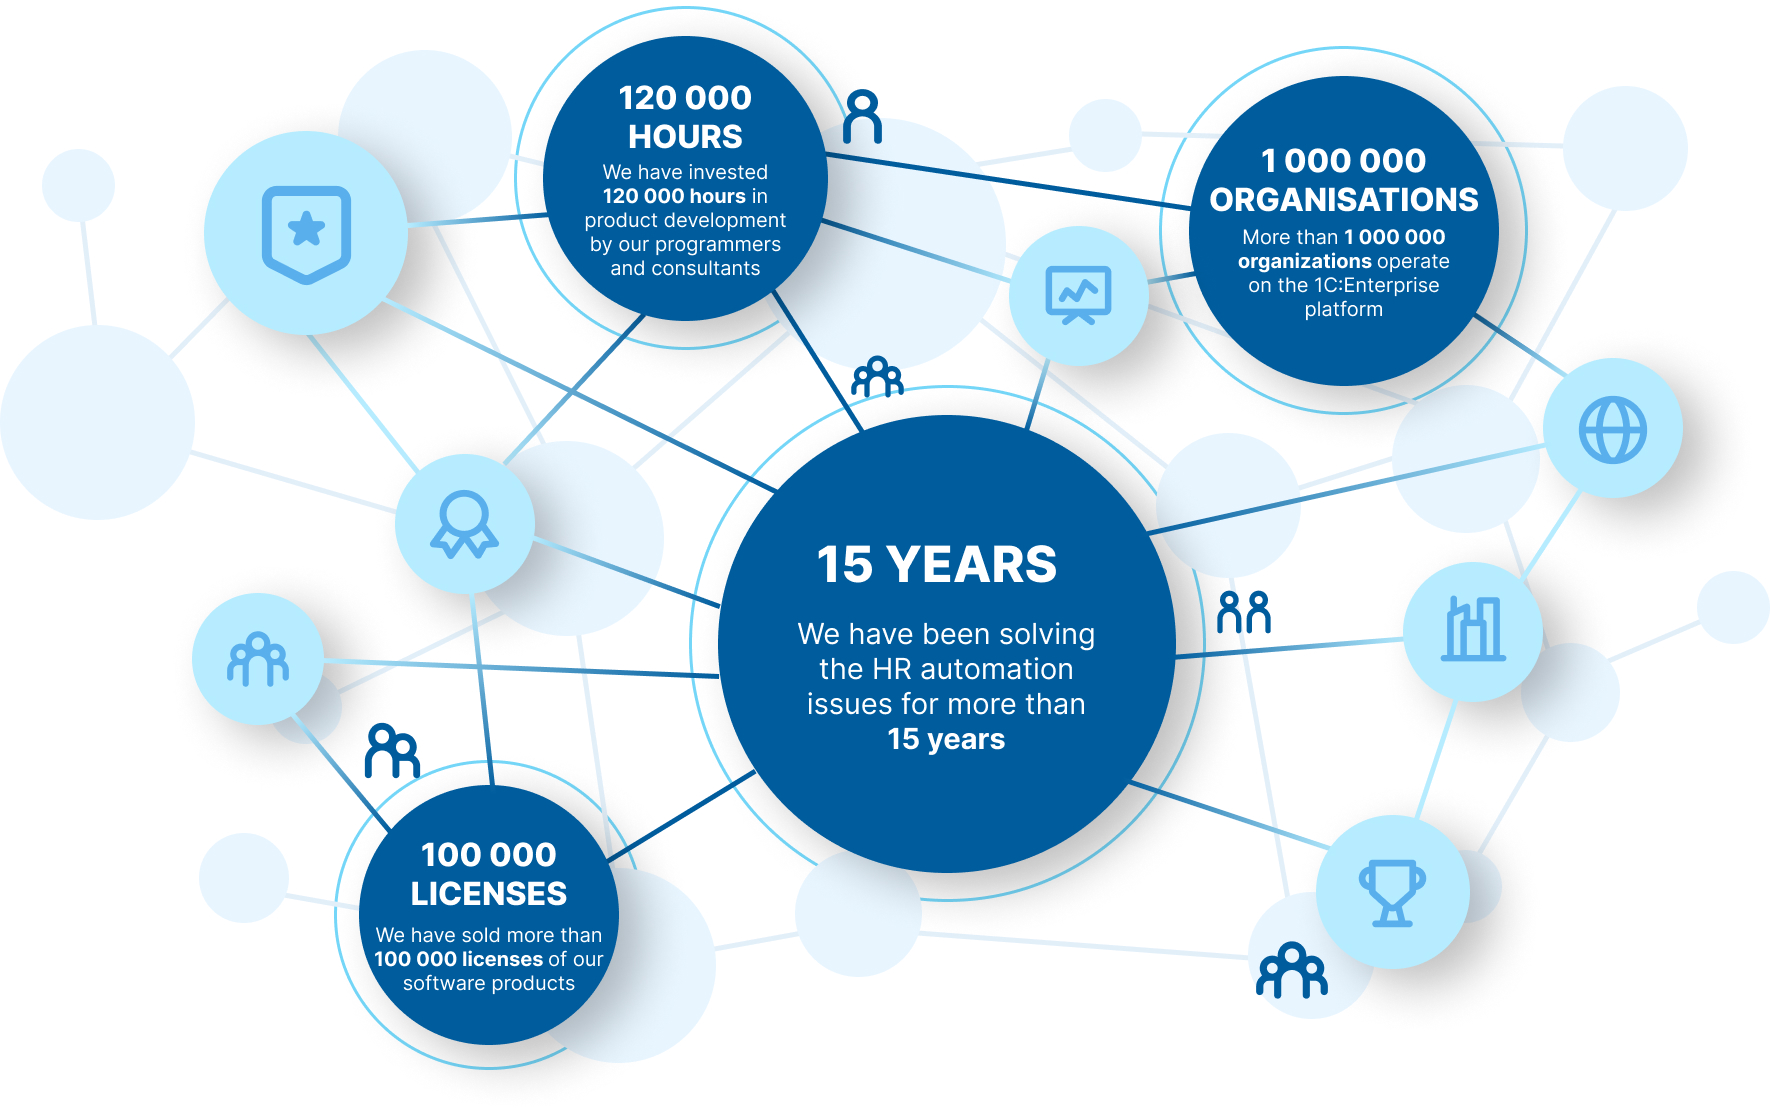 120 000
HOURS
We have invested
120 000 hours in
product development
by our programmers
and consultants
1 000 000
ORGANISATIONS
More than 1 000 000
organizations operate
on the 1C:Enterprise
platform
15 YEARS
We have been solving
the HR automation
issues for more than
15 years
100 000
LICENSES
We have sold more than
100 000 licenses of our
software products